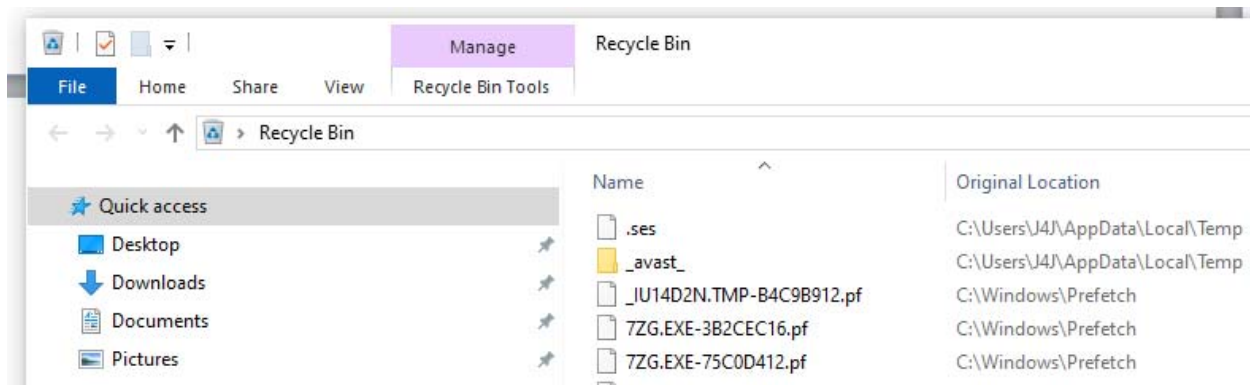 Manage Recycle Bin
File Home Share View Recycle Bin Tools
Recycle Bin
Name Original Location
Quick access
Desktop
Downloads
Documents
Pictures
.ses C:\Users\J4J\AppData\Local\Temp
_avast_ C:\Users\J4J\AppData\Local\Temp
_IU14D2N.TMP-B4C9B912.pf C:\Windows\Prefetch
7ZG.EXE-3B2CEC16.pf C:\Windows\Prefetch
7ZG.EXE-75C0D412.pf C:\Windows\Prefetch